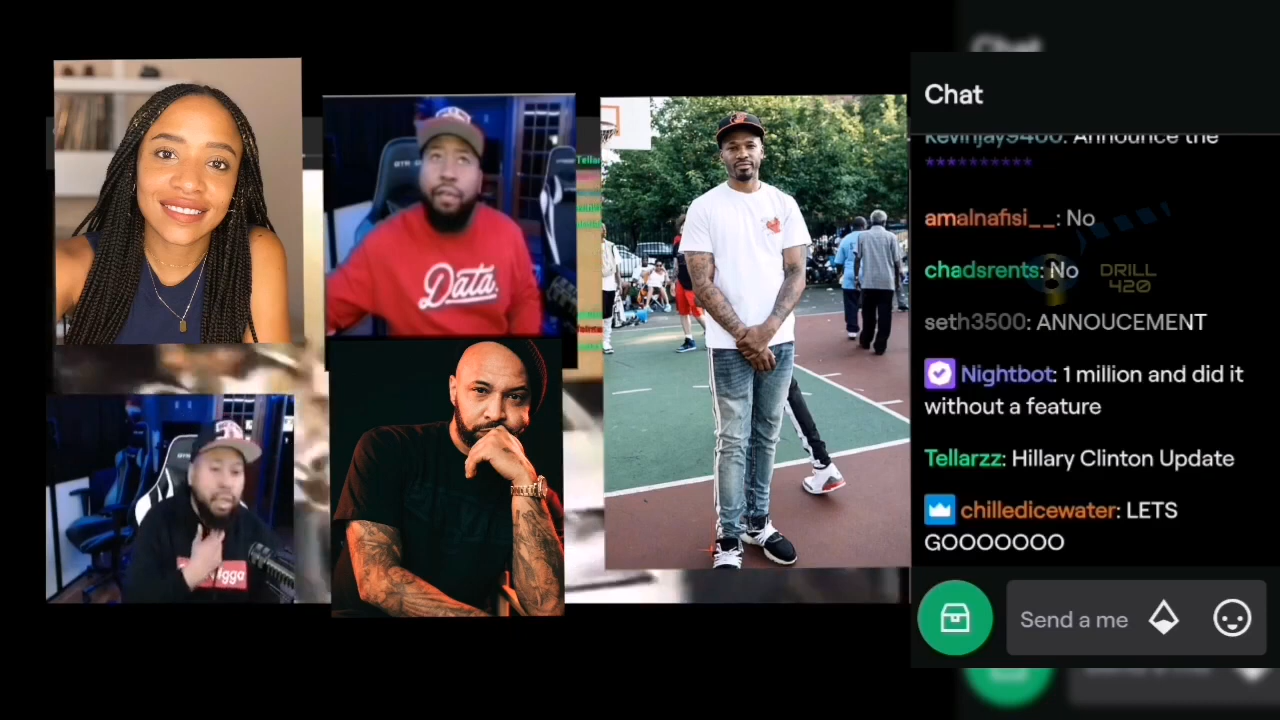 Chat
kevinjay9400: Announce the
**********
amalnafisi__: No
chadsrents: No
DRILL
420
seth3500: ANNOUCEMENT
Nightbot: 1 million and did it
without a feature
Tellarzz: Hillary Clinton Update
chilledicewater: LETS
GOOOOOOO
Send a me
Data.